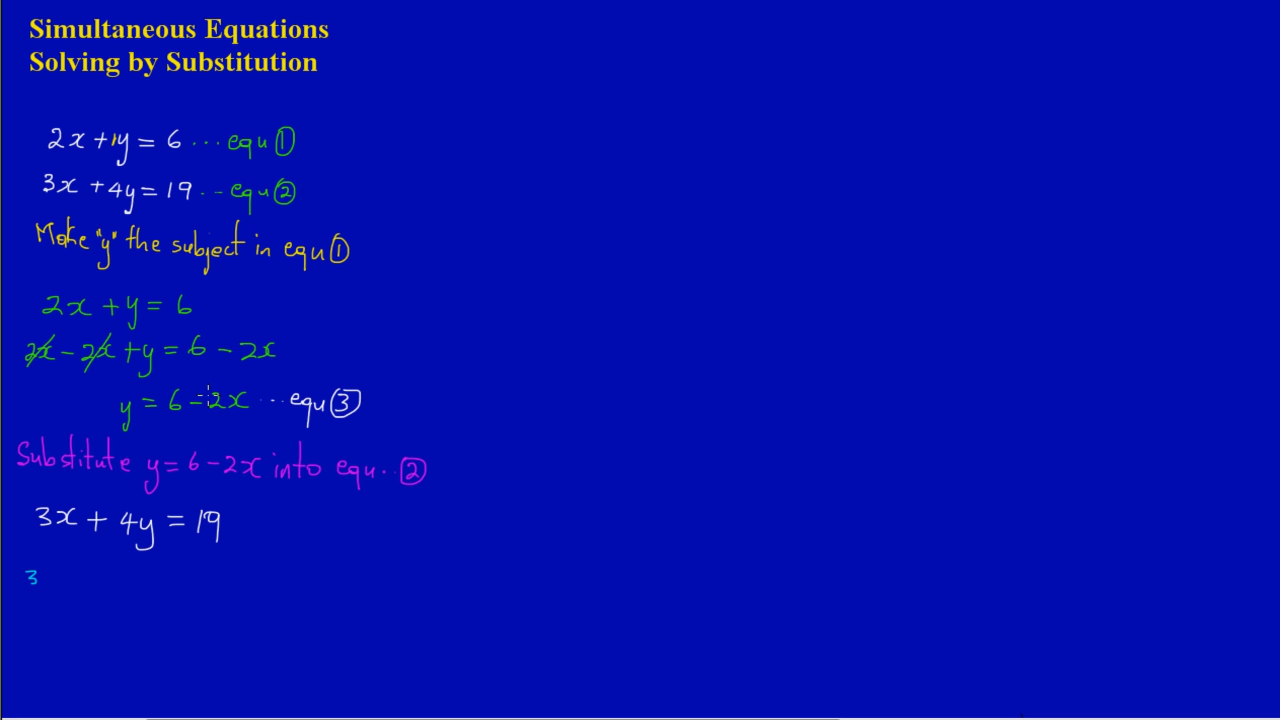 Simultaneous Equations
Solving by Substitution
2x + 1y = 6 ... equ ①
3x + 4y = 19 ... equ ②
Make "y" the subject in equ ①
2x + y = 6
2x - 2x + y = 6 - 2x
y = 6 - 2x ... equ ③
Substitute y = 6 - 2x into equ.. ②
3x + 4y = 19
3